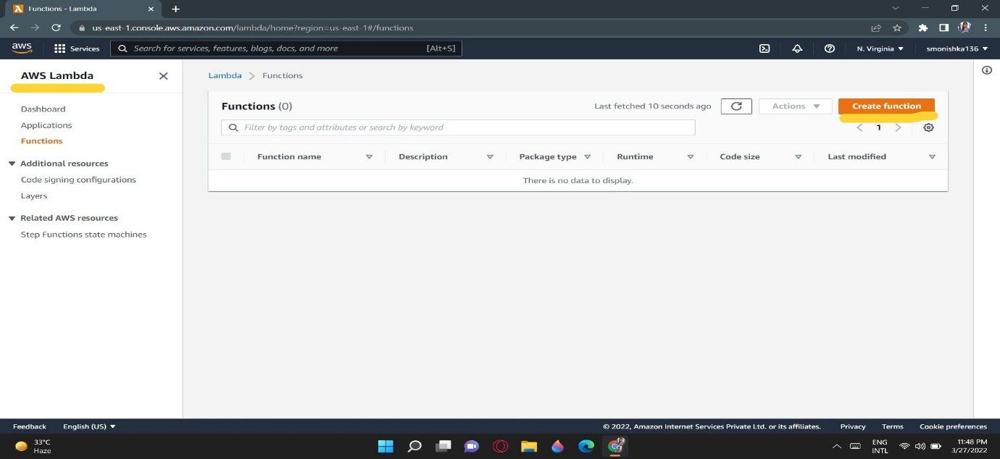 Functions - Lambda
us-east-1.console.aws.amazon.com/lambda/home?region=us-east-1#/functions
aws Services Search for services, features, blogs, docs, and more [Alt+S] N. Virginia smonishka136
AWS Lambda
Dashboard
Applications
Functions
Additional resources
Code signing configurations
Layers
Related AWS resources
Step Functions state machines
Lambda Functions
Functions (0) Last fetched 10 seconds ago Actions Create function
Filter by tags and attributes or search by keyword 1
Function name Description Package type Runtime Code size Last modified
There is no data to display.
Feedback English (US) © 2022, Amazon Internet Services Private Ltd. or its affiliates. Privacy Terms Cookie preferences
33°C
Haze
ENG
INTL
11:48 PM
3/27/2022